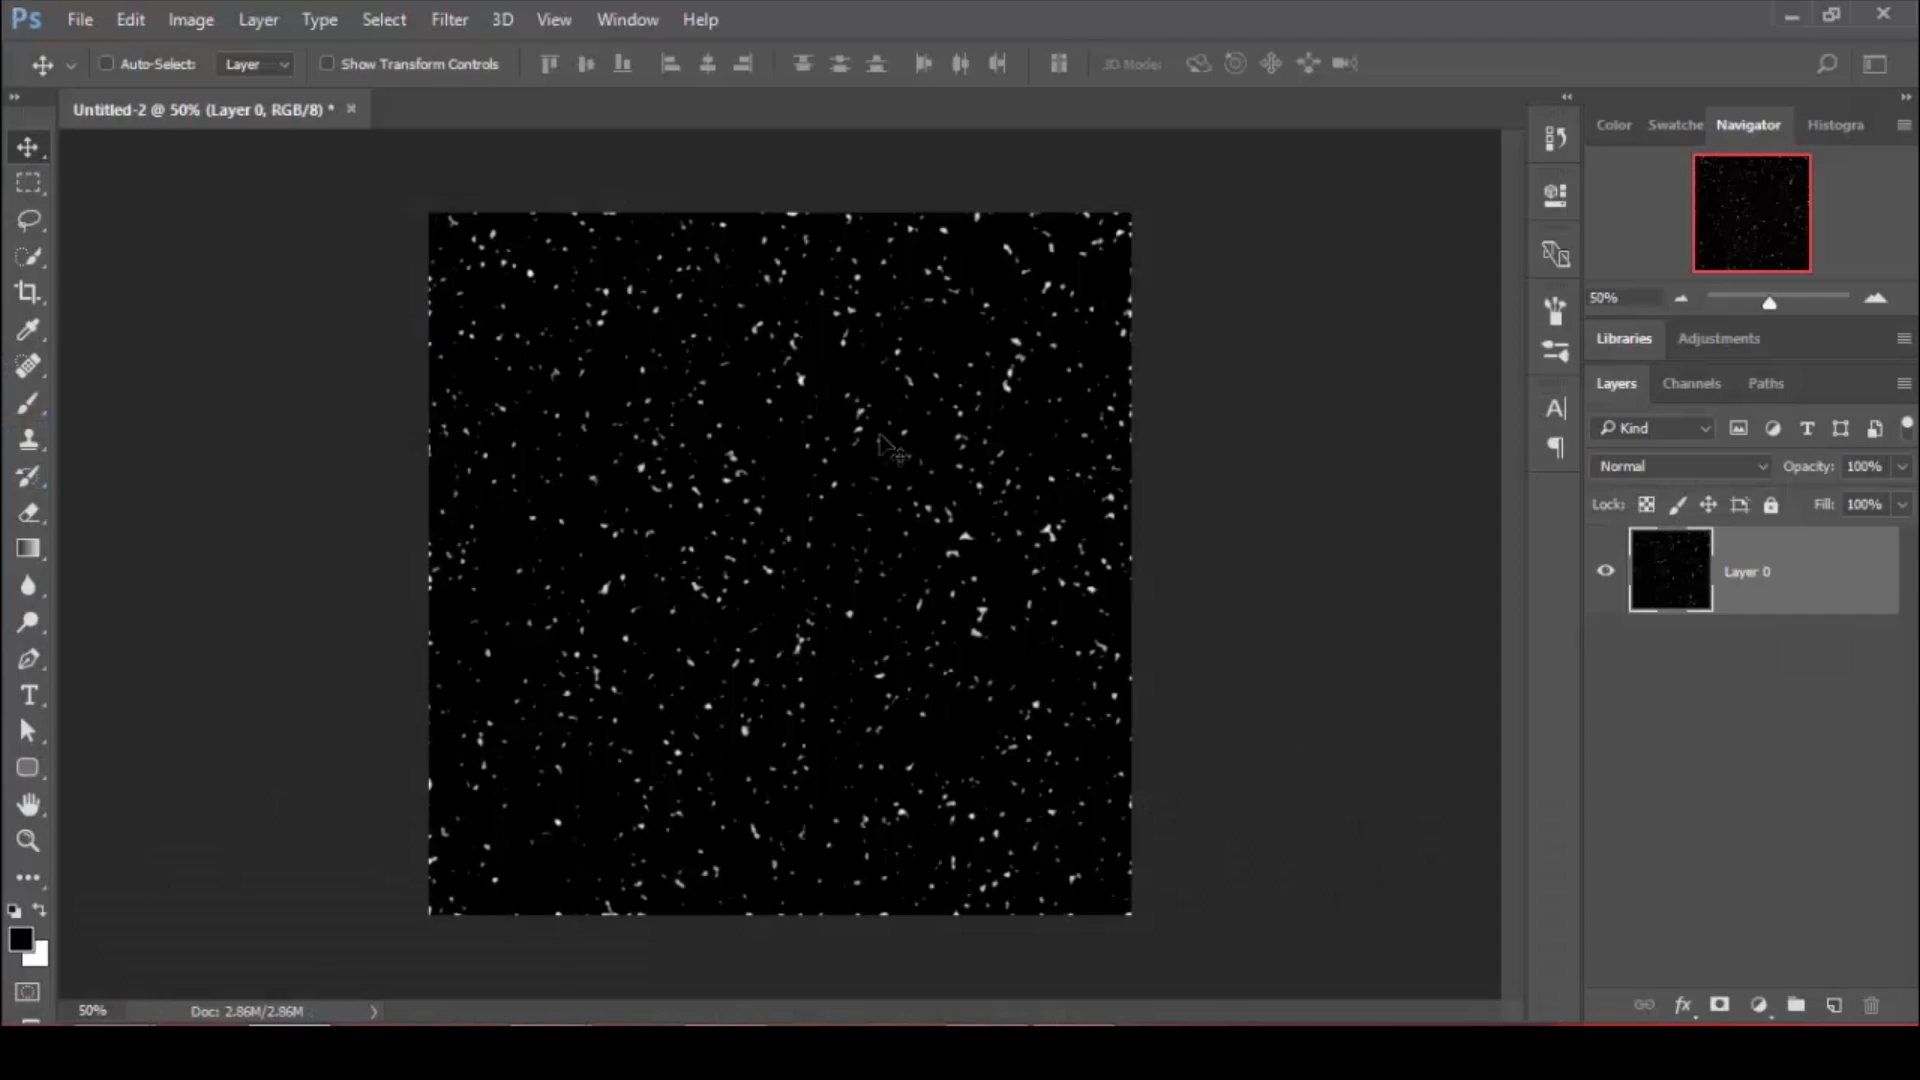 Ps File Edit Image Layer Type Select Filter 3D View Window Help
Auto-Select: Layer Show Transform Controls 3D Mode:
Untitled-2 @ 50% (Layer 0, RGB/8) *
Color Swatche Navigator Histogra
50%
Libraries Adjustments
Layers Channels Paths
Kind
Normal Opacity: 100%
Lock: Fill: 100%
Layer 0
50% Doc: 2.86M/2.86M